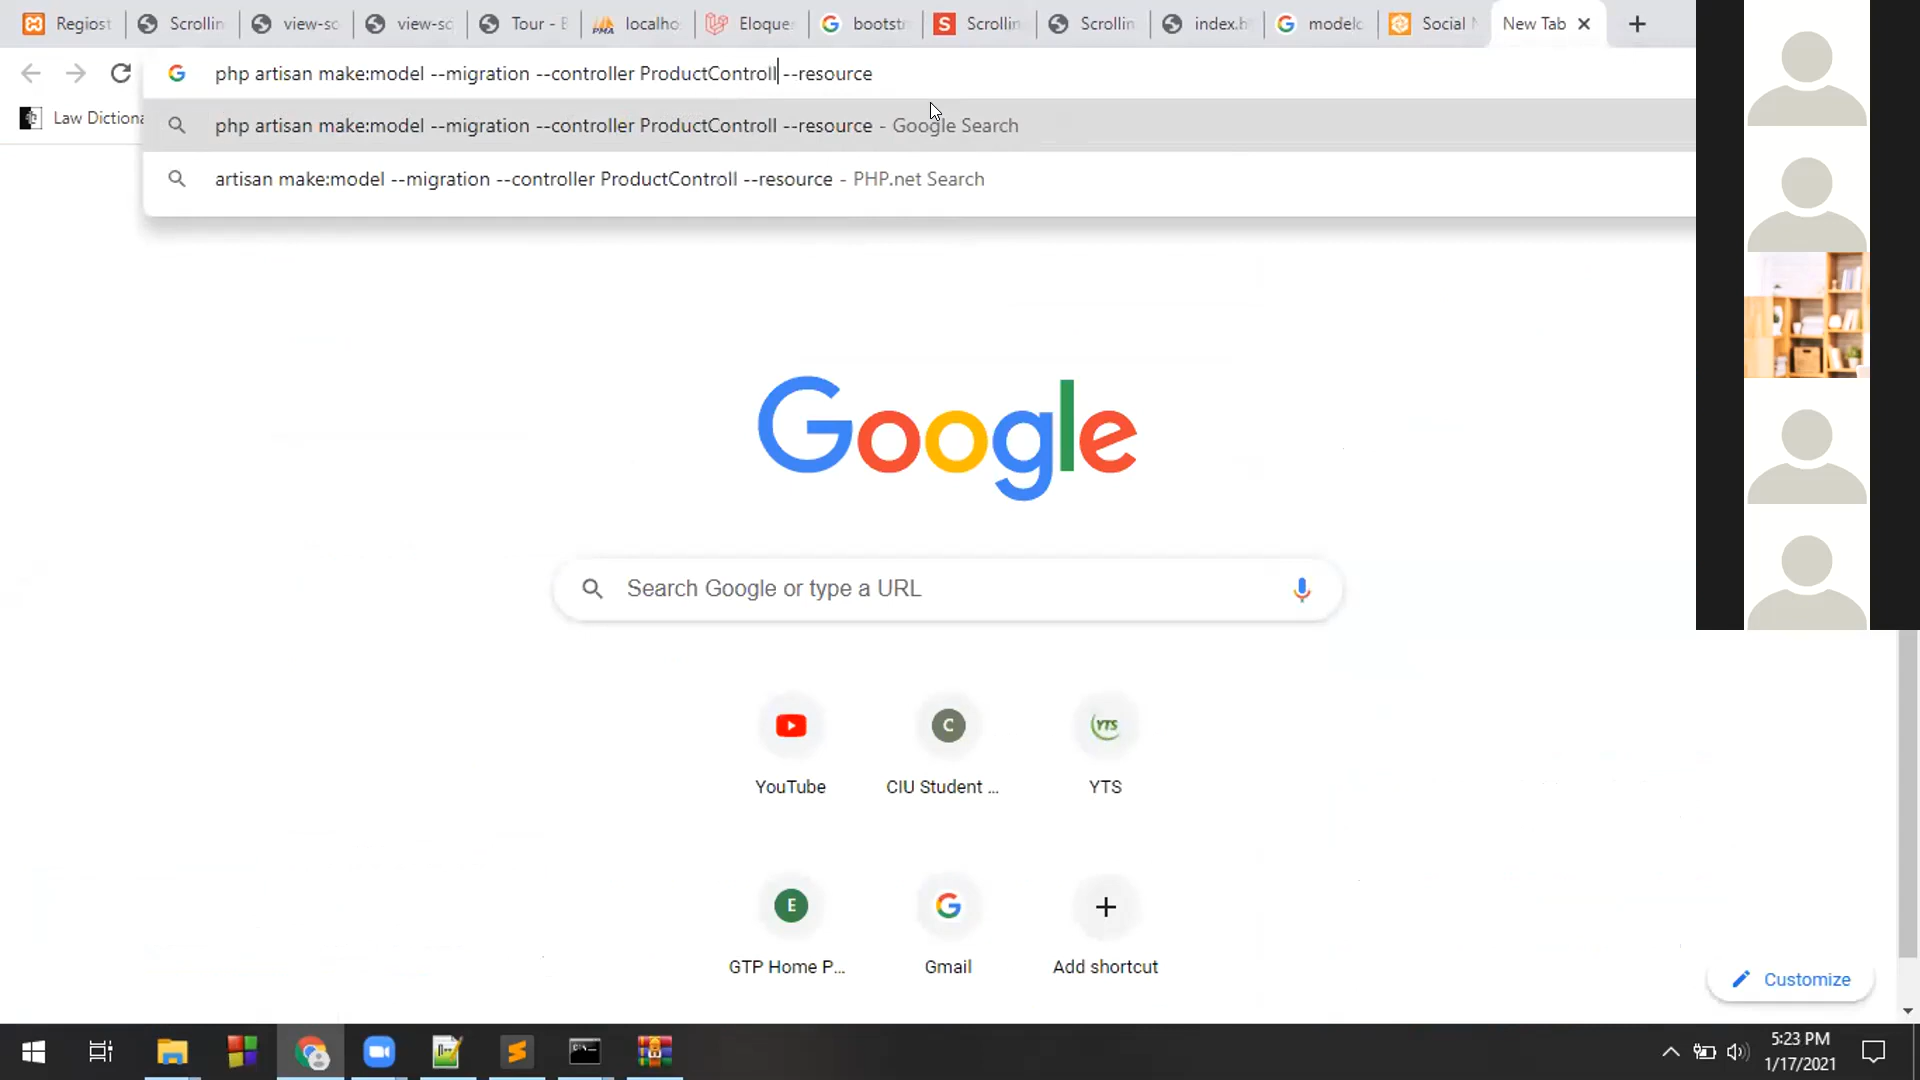 Regiost
Scrollin
view-sc
view-sc
Tour - E
localho
Eloque
bootstr
Scrollin
Scrollin
index.h
modelc
Social N
New Tab
php artisan make:model --migration --controller ProductControll --resource
Law Dictiona
php artisan make:model --migration --controller ProductControll --resource - Google Search
artisan make:model --migration --controller ProductControll --resource - PHP.net Search
Google
Search Google or type a URL
C
YTS
YouTube
CIU Student ...
YTS
E
GTP Home P...
Gmail
Add shortcut
Customize
5:23 PM
1/17/2021